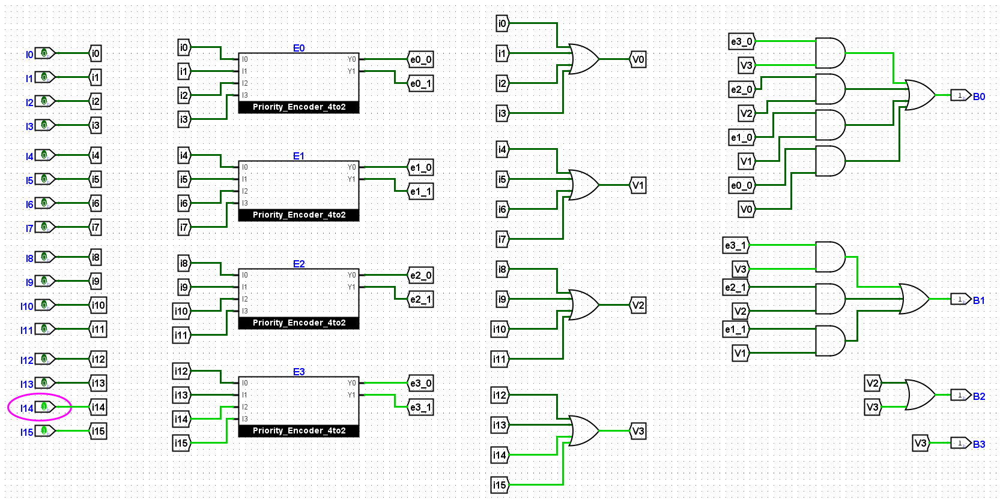 I0 0 i0
I1 0 i1
I2 0 i2
I3 0 i3
I4 0 i4
I5 0 i5
I6 0 i6
I7 0 i7
I8 0 i8
I9 0 i9
I10 0 i10
I11 0 i11
I12 0 i12
I13 0 i13
I14 1 i14
I15 1 i15
E0
i0 I0 Y0 e0_0
i1 I1 Y1 e0_1
i2 I2
i3 I3
Priority_Encoder_4to2
E1
i4 I0 Y0 e1_0
i5 I1 Y1 e1_1
i6 I2
i7 I3
Priority_Encoder_4to2
E2
i8 I0 Y0 e2_0
i9 I1 Y1 e2_1
i10 I2
i11 I3
Priority_Encoder_4to2
E3
i12 I0 Y0 e3_0
i13 I1 Y1 e3_1
i14 I2
i15 I3
Priority_Encoder_4to2
i0
i1 V0
i2
i3
i4
i5 V1
i6
i7
i8
i9 V2
i10
i11
i12
i13 V3
i14
i15
e3_0
V3
e2_0 1 B0
V2
e1_0
V1
e0_0
V0
e3_1
V3
e2_1 1 B1
V2
e1_1
V1
V2 1 B2
V3
V3 1 B3